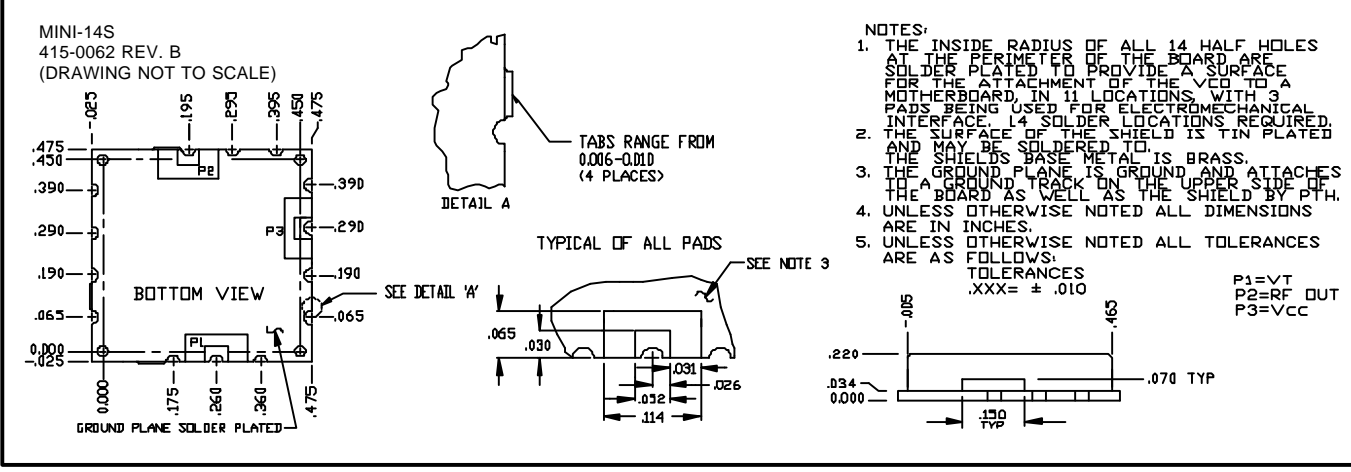 MINI-14S
415-0062 REV. B
(DRAWING NOT TO SCALE)
-.025
.195
.290
.395
.450
.475
.475
.450
.390
.290
.190
.065
0.000
-.025
P2
P3
P1
.390
.290
.190
.065
BOTTOM VIEW
SEE DETAIL 'A'
0.000
.175
.260
.360
.475
GROUND PLANE SOLDER PLATED
TABS RANGE FROM
0.006-0.010
(4 PLACES)
DETAIL A
TYPICAL OF ALL PADS
SEE NOTE 3
.065
.030
.031
.026
.052
.114
NOTES:
1. THE INSIDE RADIUS OF ALL 14 HALF HOLES
AT THE PERIMETER OF THE BOARD ARE
SOLDER PLATED TO PROVIDE A SURFACE
FOR THE ATTACHMENT OF THE VCO TO A
MOTHERBOARD, IN 11 LOCATIONS, WITH 3
PADS BEING USED FOR ELECTROMECHANICAL
INTERFACE. 14 SOLDER LOCATIONS REQUIRED.
2. THE SURFACE OF THE SHIELD IS TIN PLATED
AND MAY BE SOLDERED TO.
THE SHIELDS BASE METAL IS BRASS.
3. THE GROUND PLANE IS GROUND AND ATTACHES
TO A GROUND TRACK ON THE UPPER SIDE OF
THE BOARD AS WELL AS THE SHIELD BY PTH.
4. UNLESS OTHERWISE NOTED ALL DIMENSIONS
ARE IN INCHES.
5. UNLESS OTHERWISE NOTED ALL TOLERANCES
ARE AS FOLLOWS:
TOLERANCES
.XXX= ± .010
P1=VT
P2=RF OUT
P3=Vcc
-.005
.465
.220
.034
0.000
.070 TYP
.150
TYP